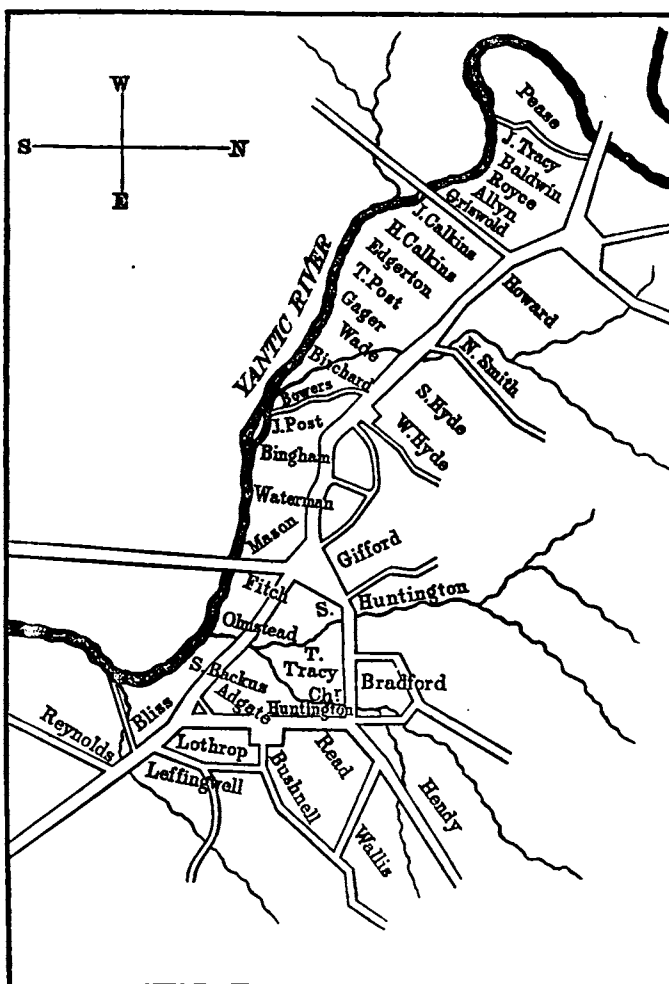 W
S
N
E
Pease
J. Tracy
Baldwin
Royce
Allyn
Griswold
J. Calkins
H. Calkins
Edgerton
T. Post
Gager
Wade
Birchard
Bowers
J. Post
Bingham
Waterman
Mason
YANTIC RIVER
Howard
N. Smith
S. Hyde
W. Hyde
Gifford
Fitch
S. Huntington
Olmstead
T.
Tracy
Chr.
Huntington
Bradford
S. Backus
Adgate
Bliss
Reynolds
Lothrop
Leffingwell
Bushnell
Read
Hendy
Wallis